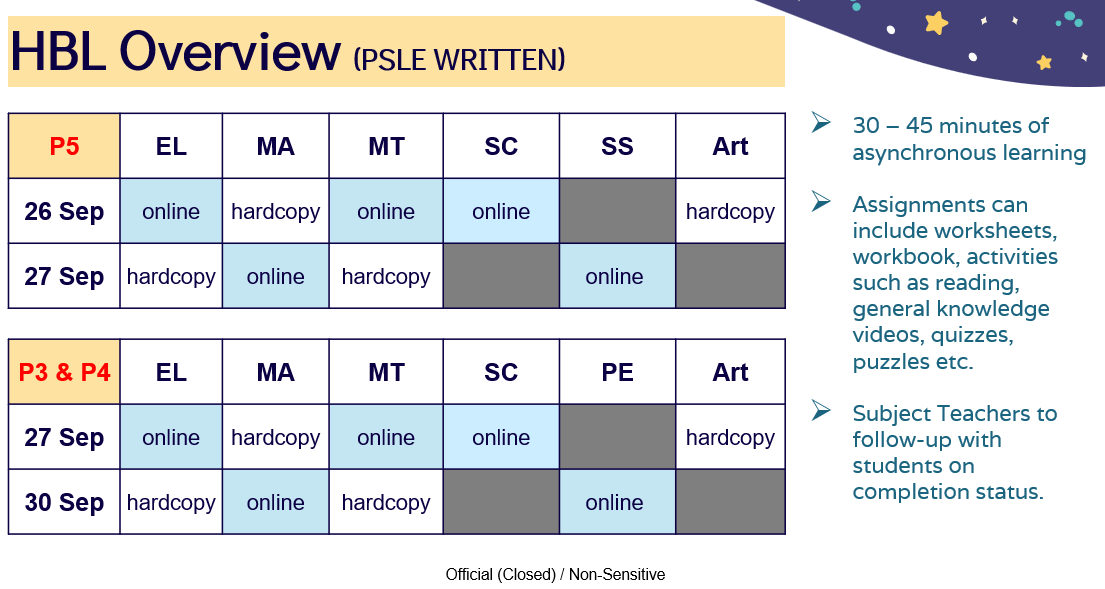 HBL Overview (PSLE WRITTEN)
P5 EL MA MT SC SS Art
26 Sep online hardcopy online online hardcopy
27 Sep hardcopy online hardcopy online
P3 & P4 EL MA MT SC PE Art
27 Sep online hardcopy online online hardcopy
30 Sep hardcopy online hardcopy online
30 – 45 minutes of
asynchronous learning
Assignments can
include worksheets,
workbook, activities
such as reading,
general knowledge
videos, quizzes,
puzzles etc.
Subject Teachers to
follow-up with
students on
completion status.
Official (Closed) / Non-Sensitive